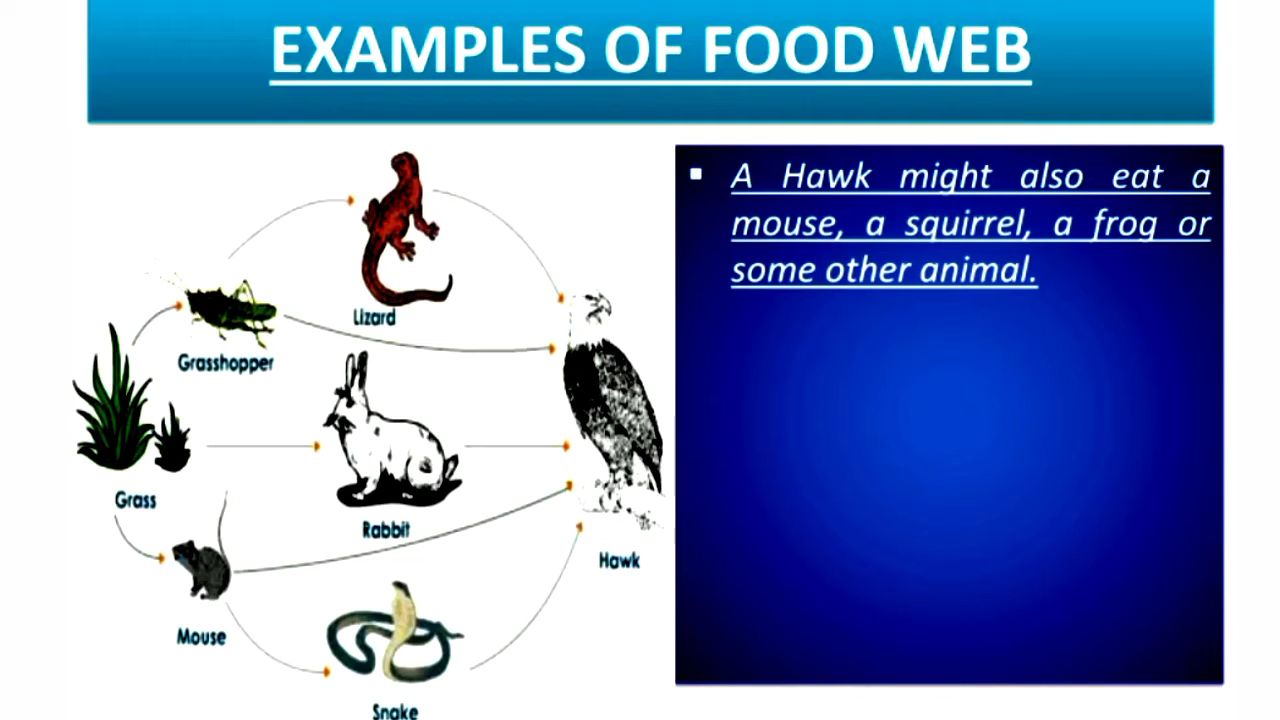 EXAMPLES OF FOOD WEB
▪ A Hawk might also eat a
mouse, a squirrel, a frog or
some other animal.
Lizard
Grasshopper
Grass
Rabbit
Hawk
Mouse
Snake